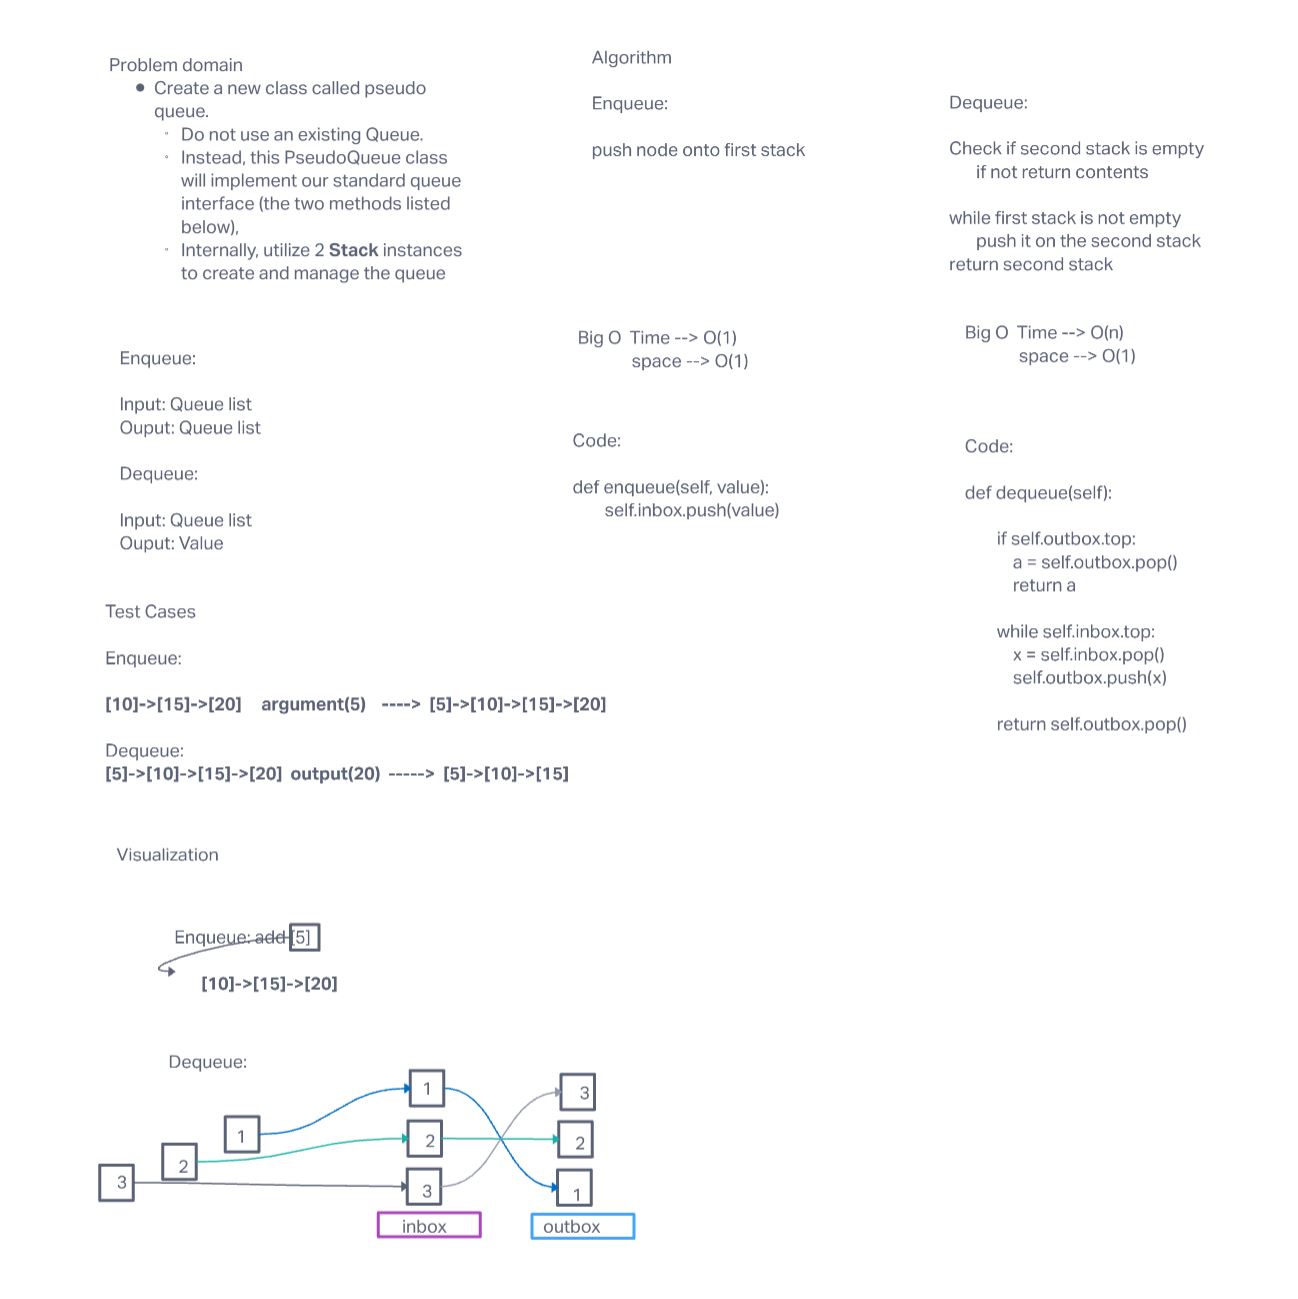 Problem domain
Create a new class called pseudo
queue.
Do not use an existing Queue.
Instead, this PseudoQueue class
will implement our standard queue
interface (the two methods listed
below),
Internally, utilize 2 Stack instances
to create and manage the queue
Enqueue:
Input: Queue list
Ouput: Queue list
Dequeue:
Input: Queue list
Ouput: Value
Test Cases
Enqueue:
[10]->[15]->[20] argument(5) ----> [5]->[10]->[15]->[20]
Dequeue:
[5]->[10]->[15]->[20] output(20) -----> [5]->[10]->[15]
Algorithm
Enqueue:
push node onto first stack
Big O Time --> O(1)
space --> O(1)
Code:
def enqueue(self, value):
self.inbox.push(value)
Dequeue:
Check if second stack is empty
if not return contents
while first stack is not empty
push it on the second stack
return second stack
Big O Time --> O(n)
space --> O(1)
Code:
def dequeue(self):
if self.outbox.top:
a = self.outbox.pop()
return a
while self.inbox.top:
x = self.inbox.pop()
self.outbox.push(x)
return self.outbox.pop()
Visualization
Enqueue: add [5]
[10]->[15]->[20]
Dequeue:
1 3
1
2 2
2
3 3 1
inbox outbox